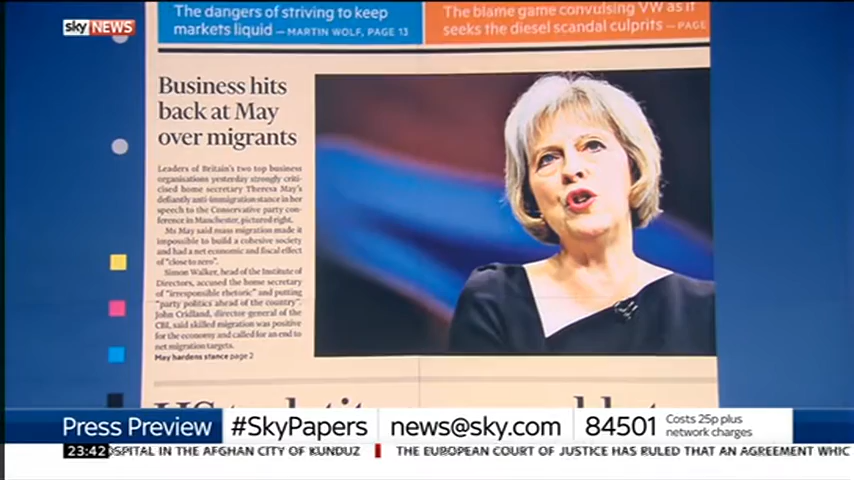 sky NEWS
The dangers of striving to keep
markets liquid — MARTIN WOLF, PAGE 13
The blame game convulsing VW as it
seeks the diesel scandal culprits — PAGE
Business hits
back at May
over migrants
Leaders of Britain's two top business
organisations yesterday strongly criti-
cised home secretary Theresa May's
defiantly anti-immigration stance in her
speech to the Conservative party con-
ference in Manchester, pictured right.
Ms May said mass migration made it
impossible to build a cohesive society
and had a net economic and fiscal effect
of "close to zero".
Simon Walker, head of the Institute of
Directors, accused the home secretary
of "irresponsible rhetoric" and putting
"party politics ahead of the country".
John Cridland, director-general of the
CBI, said skilled migration was positive
for the economy and called for an end to
net migration targets.
May hardens stance page 2
Press Preview #SkyPapers news@sky.com 84501 Costs 25p plus
network charges
23:42 OSPITAL IN THE AFGHAN CITY OF KUNDUZ THE EUROPEAN COURT OF JUSTICE HAS RULED THAT AN AGREEMENT WHIC